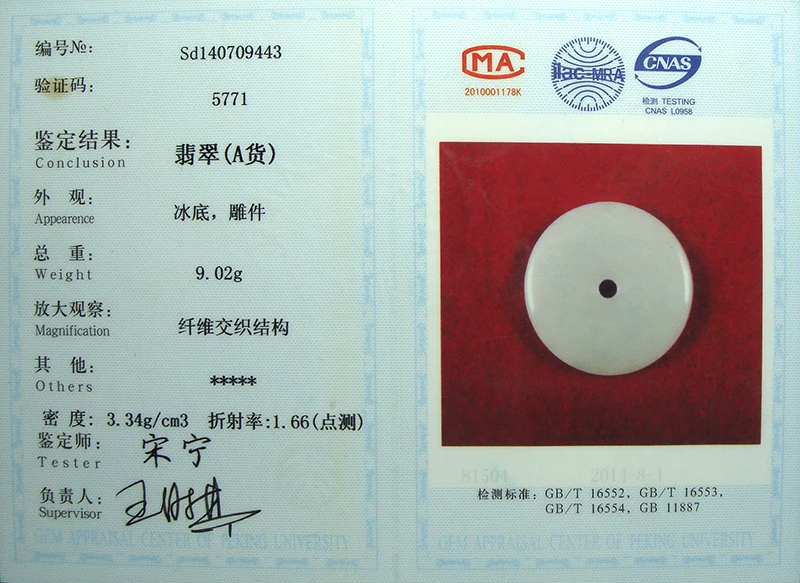 编号№:
Sd140709443
验证码:
5771
鉴定结果:
Conclusion
翡翠(A货)
外 观:
Appearence
冰底，雕件
总 重:
Weight
9.02g
放大观察:
Magnification
纤维交织结构
其 他:
Others
*****
密 度: 3.34g/cm3 折射率:1.66(点测)
鉴定师:
Tester
宋宁
负责人:
Supervisor
GEM APPRAISAL CENTER OF PEKING UNIVERSITY
MA
2010001178K
ilac-MRA
CNAS
检测 TESTING
CNAS L0958
81504 2014-8-1
检测标准: GB/T 16552, GB/T 16553,
GB/T 16554, GB 11887
GEM APPRAISAL CENTER OF PEKING UNIVERSITY